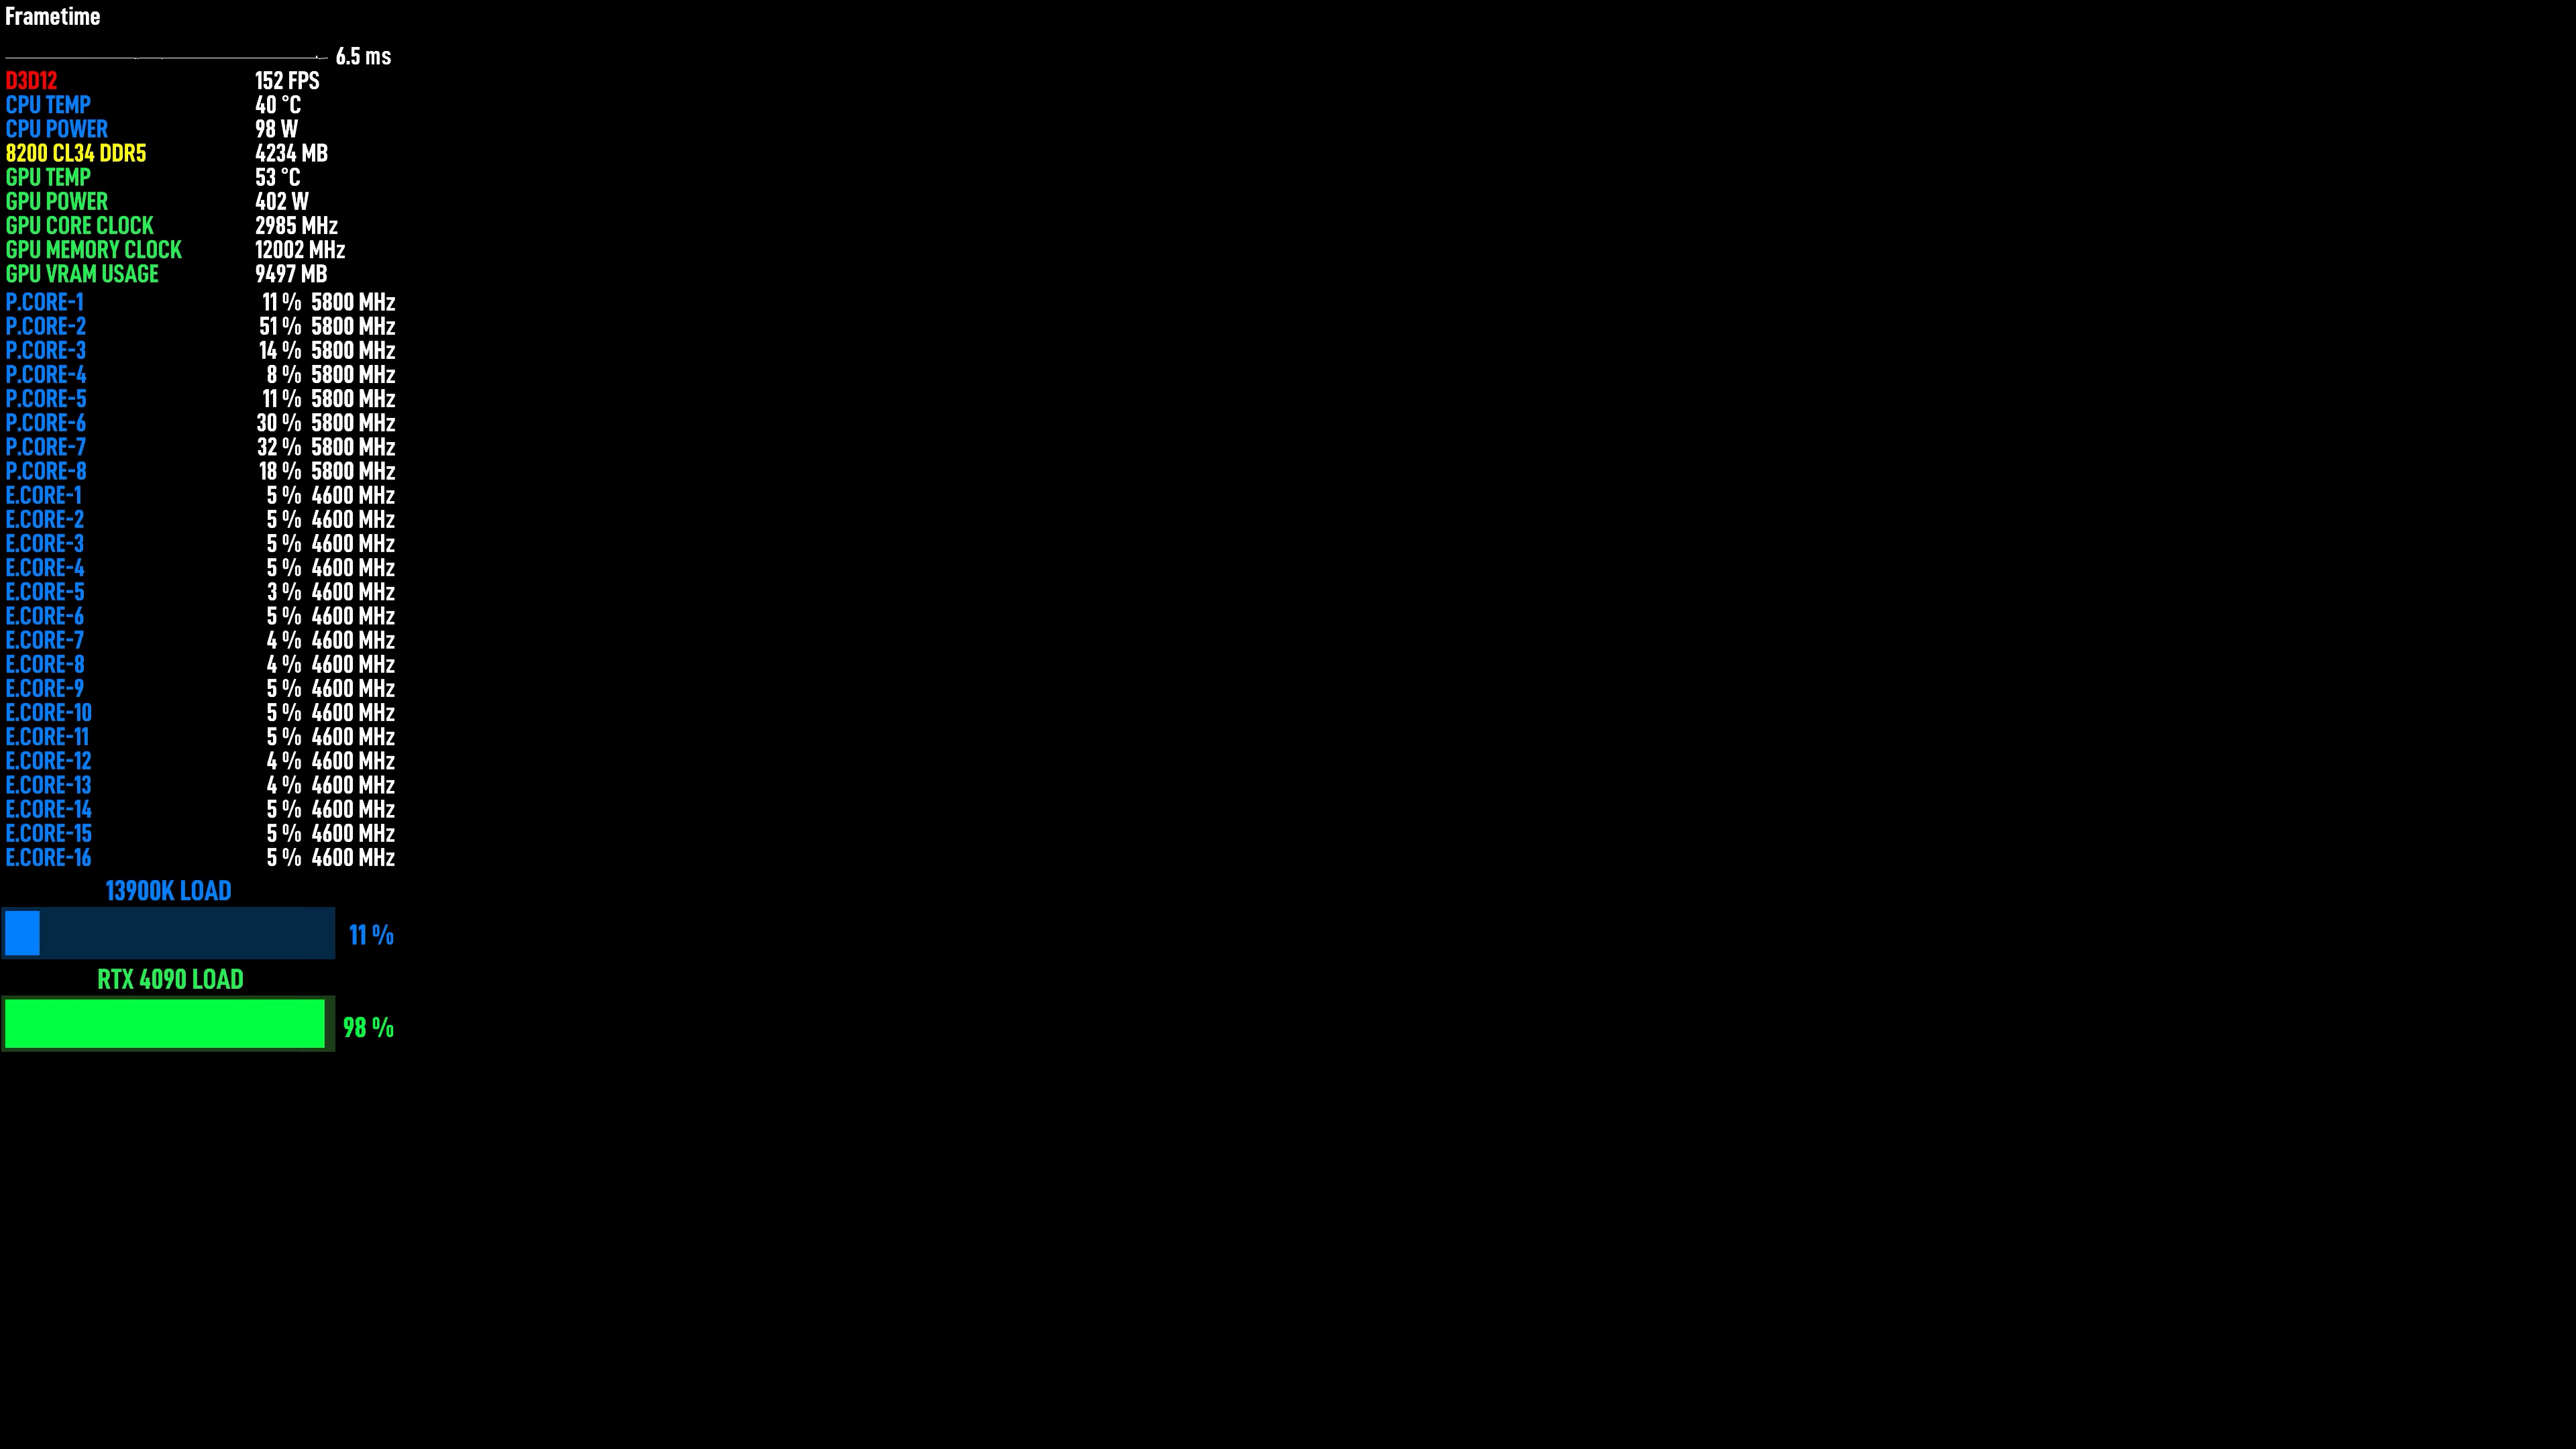 Frametime
6.5 ms
D3D12 152 FPS
CPU TEMP 40 °C
CPU POWER 98 W
8200 CL34 DDR5 4234 MB
GPU TEMP 53 °C
GPU POWER 402 W
GPU CORE CLOCK 2985 MHz
GPU MEMORY CLOCK 12002 MHz
GPU VRAM USAGE 9497 MB
P.CORE-1 11 % 5800 MHz
P.CORE-2 51 % 5800 MHz
P.CORE-3 14 % 5800 MHz
P.CORE-4 8 % 5800 MHz
P.CORE-5 11 % 5800 MHz
P.CORE-6 30 % 5800 MHz
P.CORE-7 32 % 5800 MHz
P.CORE-8 18 % 5800 MHz
E.CORE-1 5 % 4600 MHz
E.CORE-2 5 % 4600 MHz
E.CORE-3 5 % 4600 MHz
E.CORE-4 5 % 4600 MHz
E.CORE-5 3 % 4600 MHz
E.CORE-6 5 % 4600 MHz
E.CORE-7 4 % 4600 MHz
E.CORE-8 4 % 4600 MHz
E.CORE-9 5 % 4600 MHz
E.CORE-10 5 % 4600 MHz
E.CORE-11 5 % 4600 MHz
E.CORE-12 4 % 4600 MHz
E.CORE-13 4 % 4600 MHz
E.CORE-14 5 % 4600 MHz
E.CORE-15 5 % 4600 MHz
E.CORE-16 5 % 4600 MHz
13900K LOAD
11 %
RTX 4090 LOAD
98 %